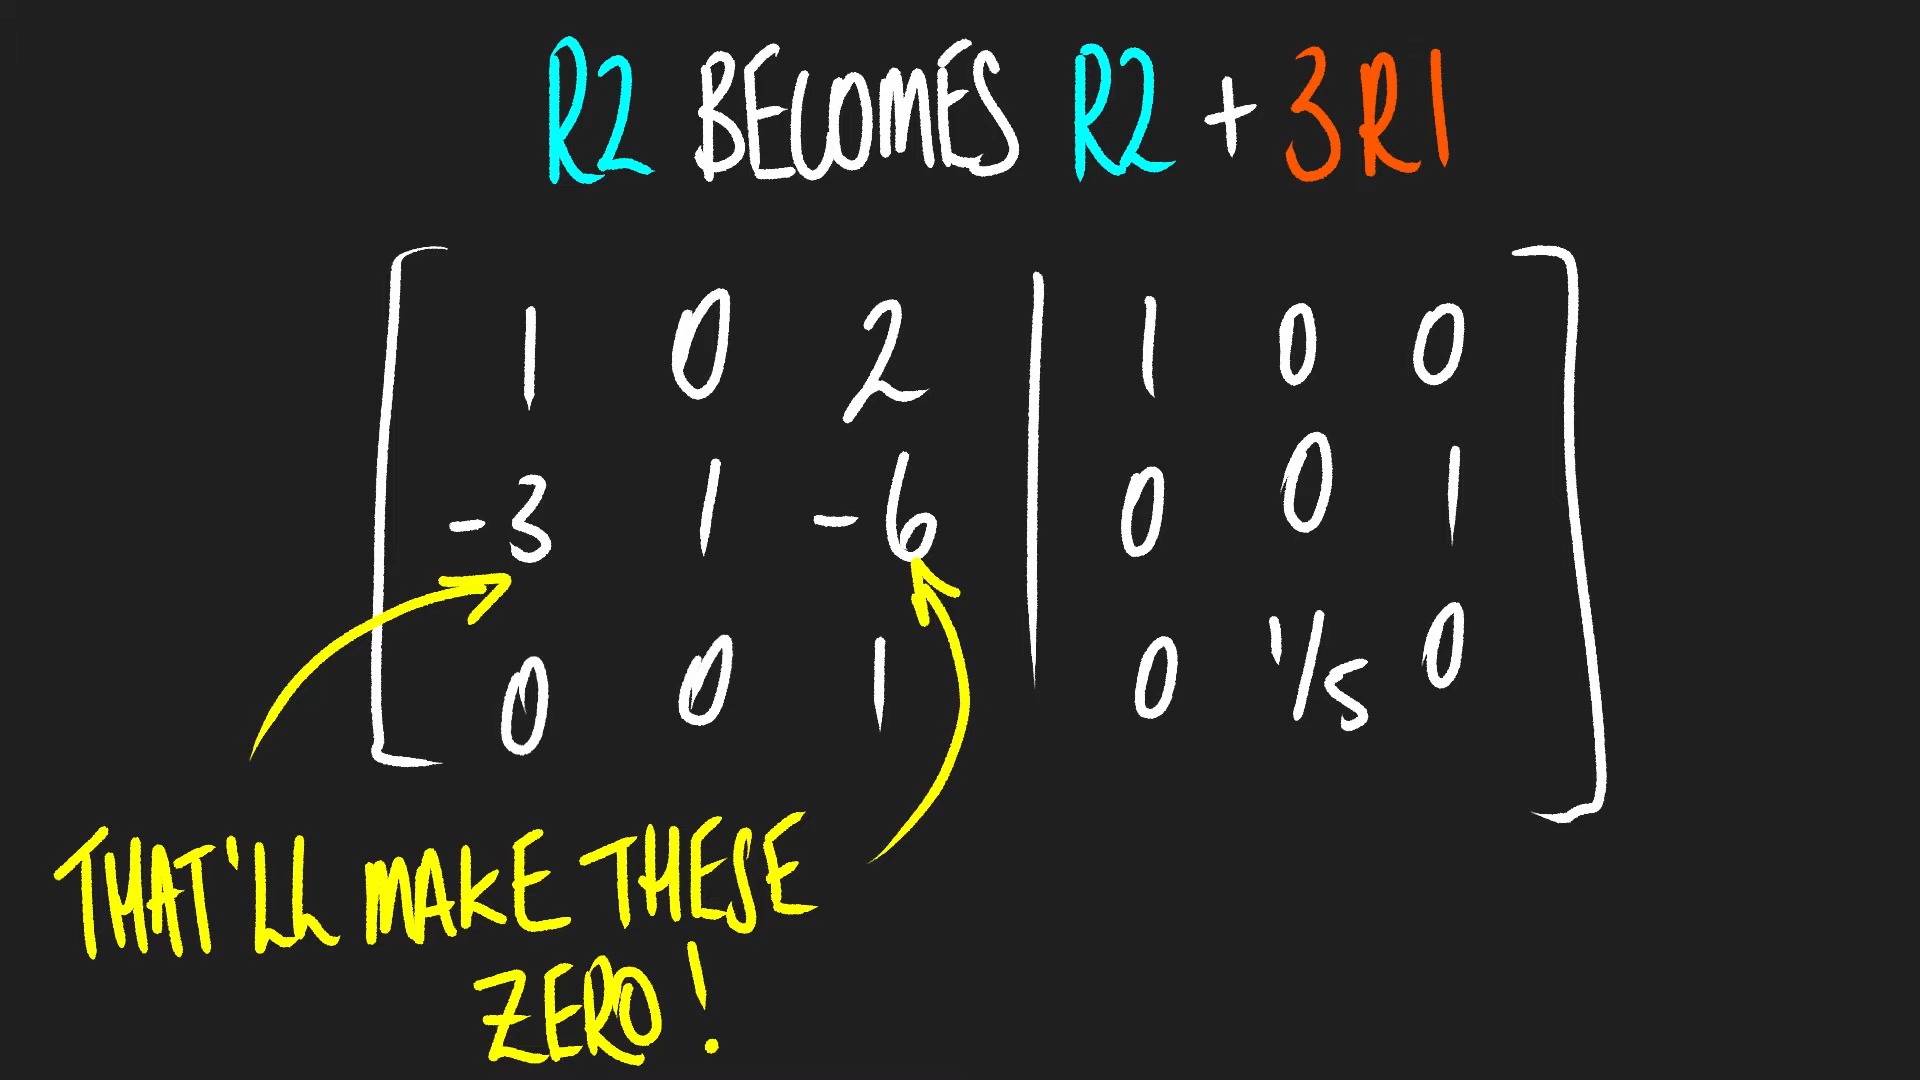 R2 BECOMES R2 + 3R1
1 0 2 | 1 0 0
-3 1 -6 | 0 0 1
0 0 1 | 0 1/5 0
THAT'LL MAKE THESE
ZERO!